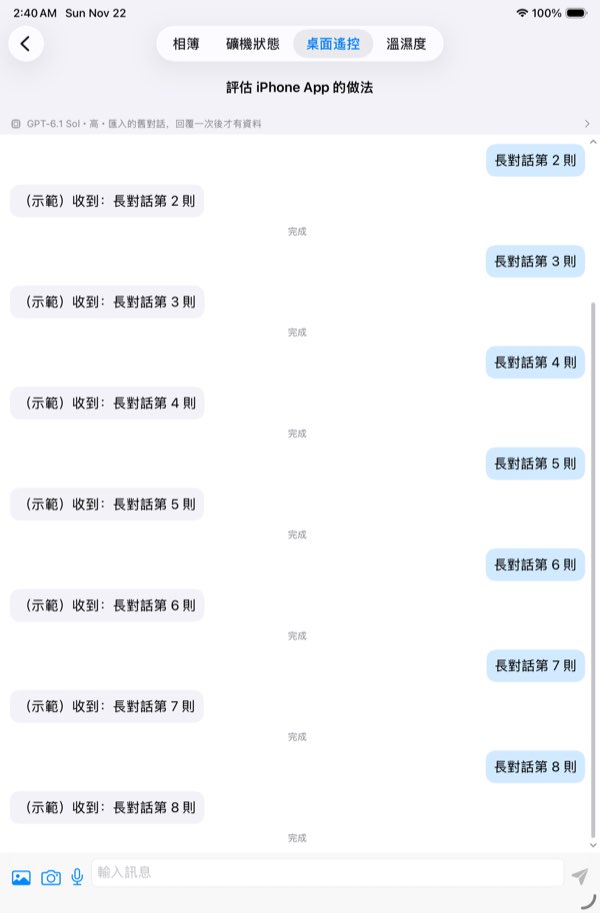 2:40 AM Sun Nov 22 100%
相薄 礦機狀態 桌面遙控 溫濕度
評估 iPhone App 的做法
GPT-6.1 Sol・高・匯入的舊對話，回覆一次後才有資料
長對話第 2 則
（示範）收到：長對話第 2 則
完成
長對話第 3 則
（示範）收到：長對話第 3 則
完成
長對話第 4 則
（示範）收到：長對話第 4 則
完成
長對話第 5 則
（示範）收到：長對話第 5 則
完成
長對話第 6 則
（示範）收到：長對話第 6 則
完成
長對話第 7 則
（示範）收到：長對話第 7 則
完成
長對話第 8 則
（示範）收到：長對話第 8 則
完成
輸入訊息